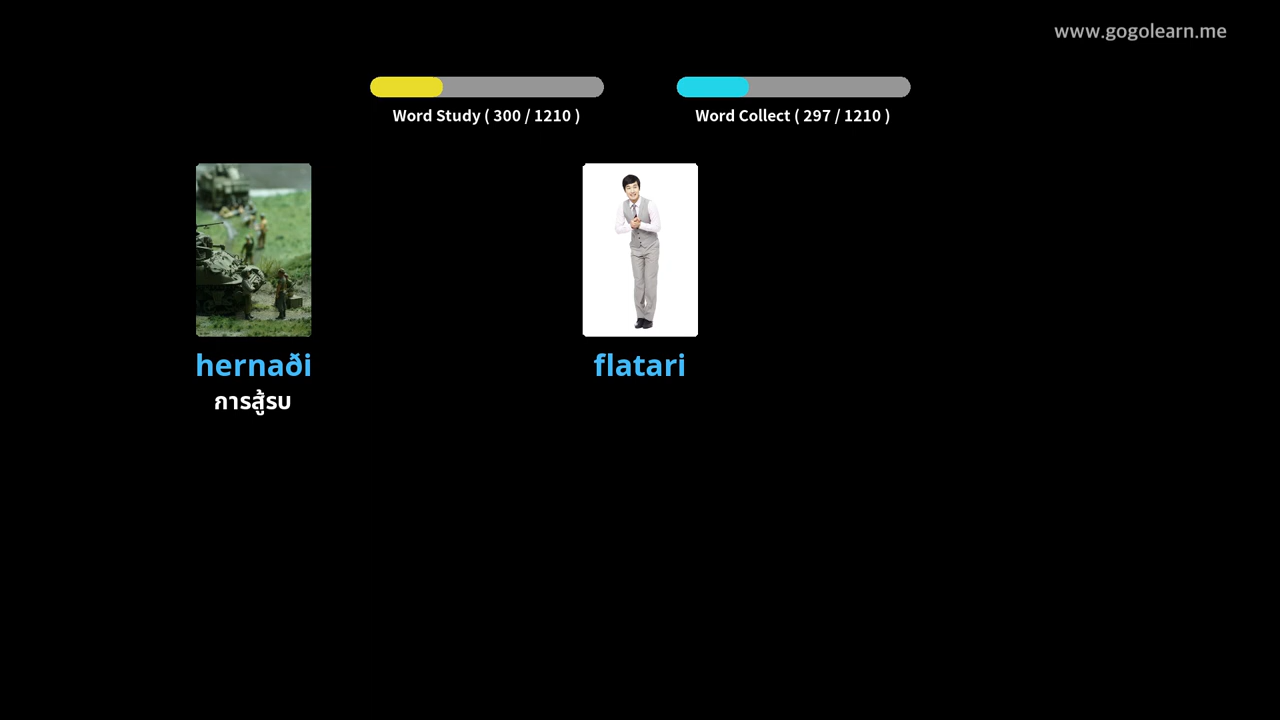 www.gogolearn.me
Word Study ( 300 / 1210 )
Word Collect ( 297 / 1210 )
hernaði
การสู้รบ
flatari